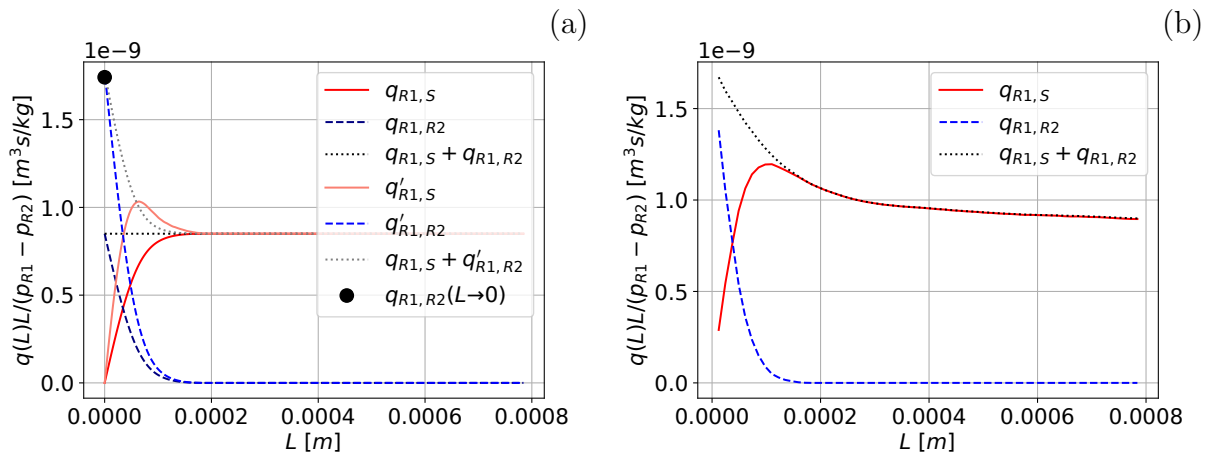 (a)
1e−9
q(L)L/(p_{R1} − p_{R2}) [m³s/kg]
1.5
1.0
0.5
0.0
q_{R1,S}
q_{R1,R2}
q_{R1,S} + q_{R1,R2}
q′_{R1,S}
q′_{R1,R2}
q_{R1,S} + q′_{R1,R2}
q_{R1,R2}(L→0)
0.0000 0.0002 0.0004 0.0006 0.0008
L [m]
(b)
1e−9
q(L)L/(p_{R1} − p_{R2}) [m³s/kg]
1.5
1.0
0.5
0.0
q_{R1,S}
q_{R1,R2}
q_{R1,S} + q_{R1,R2}
0.0000 0.0002 0.0004 0.0006 0.0008
L [m]